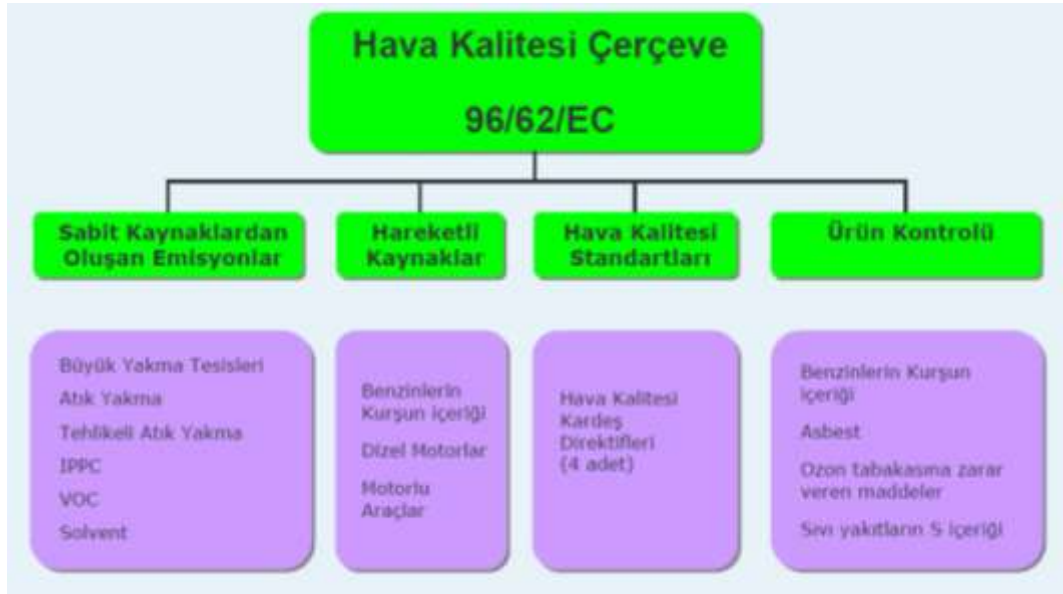 Hava Kalitesi Çerçeve
96/62/EC
Sabit Kaynaklardan
Oluşan Emisyonlar
Hareketli
Kaynaklar
Hava Kalitesi
Standartları
Ürün Kontrolü
Büyük Yakma Tesisleri
Atık Yakma
Tehlikeli Atık Yakma
IPPC
VOC
Solvent
Benzinlerin
Kurşun içeriği
Dizel Motorlar
Motorlu
Araçlar
Hava Kalitesi
Kardeş
Direktifleri
(4 adet)
Benzinlerin Kurşun
içeriği
Asbest
Ozon tabakasına zarar
veren maddeler
Sıvı yakıtların S içeriği